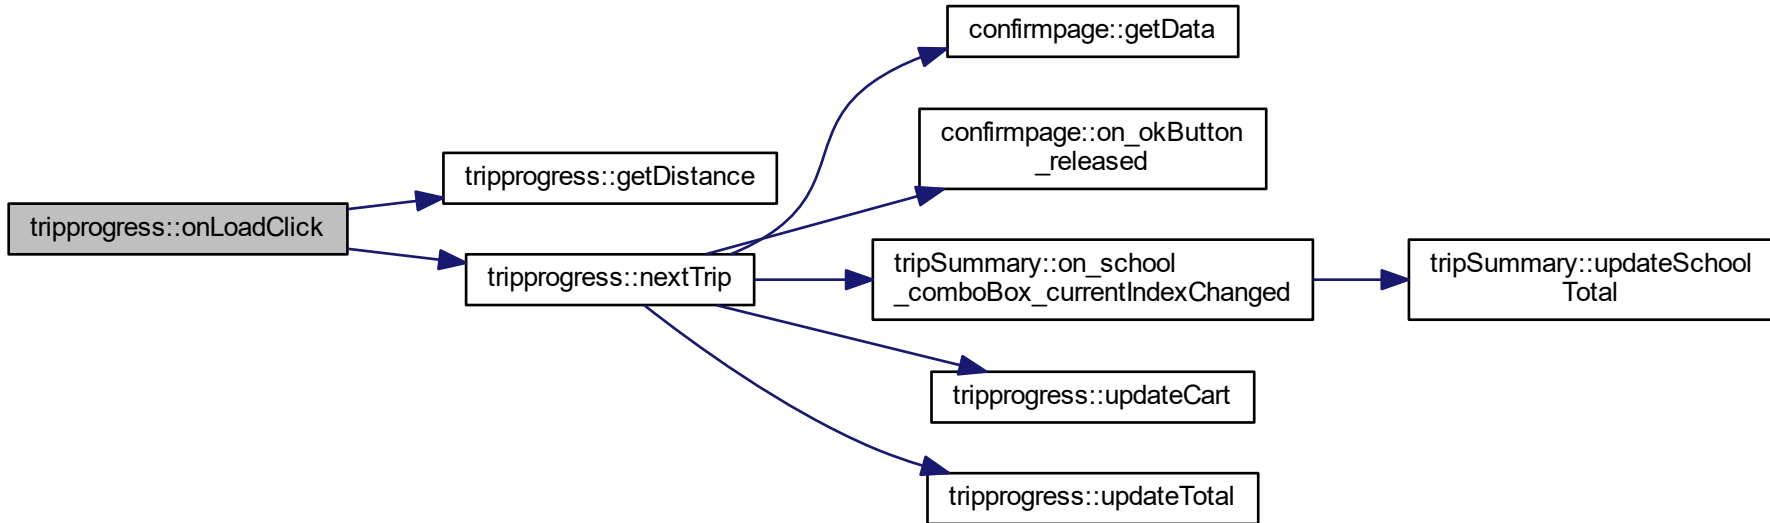 tripprogress::onLoadClick
tripprogress::getDistance
tripprogress::nextTrip
confirmpage::getData
confirmpage::on_okButton
_released
tripSummary::on_school
_comboBox_currentIndexChanged
tripSummary::updateSchool
Total
tripprogress::updateCart
tripprogress::updateTotal